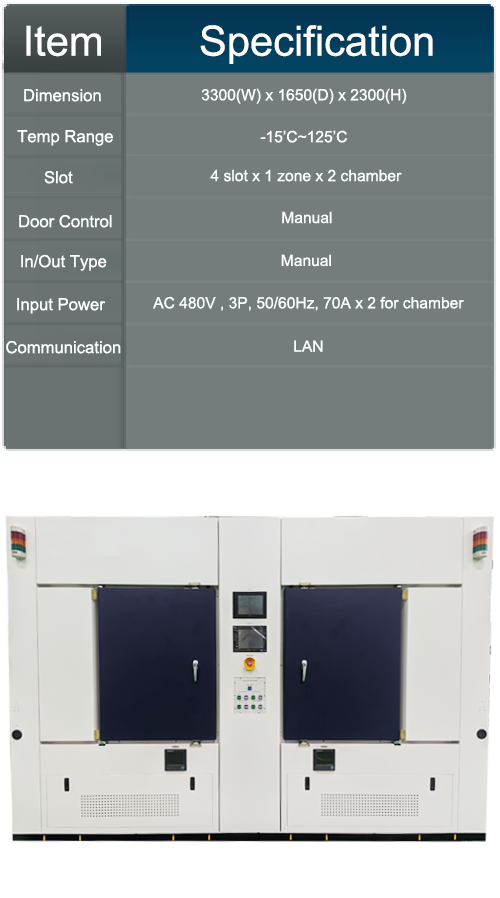 Item Specification
Dimension 3300(W) x 1650(D) x 2300(H)
Temp Range -15'C~125'C
Slot 4 slot x 1 zone x 2 chamber
Door Control Manual
In/Out Type Manual
Input Power AC 480V , 3P, 50/60Hz, 70A x 2 for chamber
Communication LAN